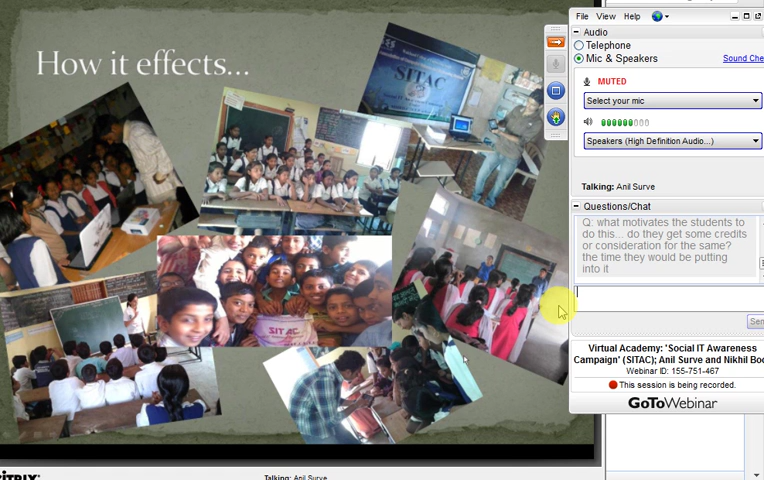 How it effects...
SITAC
SITAC
File View Help
Audio
Telephone
Mic & Speakers
Sound Che
MUTED
Select your mic
Speakers (High Definition Audio...)
Talking: Anil Surve
Questions/Chat
Q: what motivates the students to
do this... do they get some credits
or consideration for the same?
the time they would be putting
into it
Sen
Virtual Academy: 'Social IT Awareness
Campaign' (SITAC); Anil Surve and Nikhil Boo
Webinar ID: 155-751-467
This session is being recorded.
GoToWebinar
Talking: Anil Surve